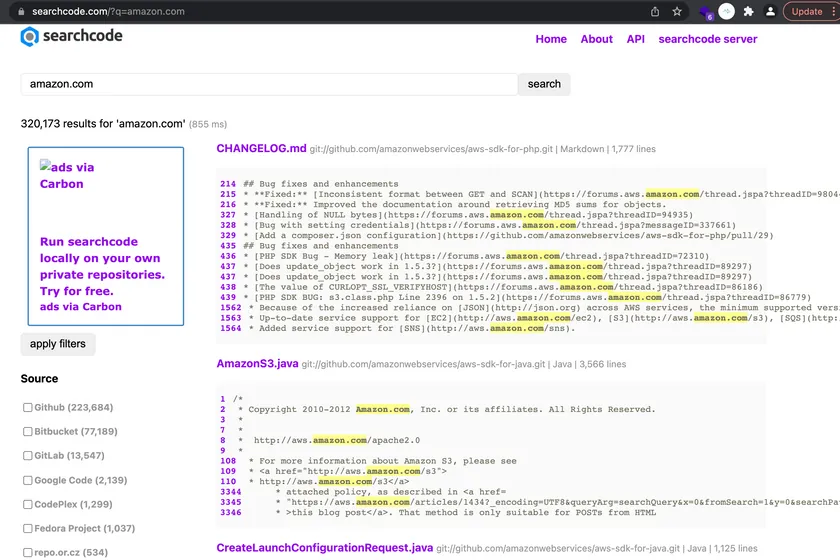 searchcode.com/?q=amazon.com
6
Update
searchcode
Home About API searchcode server
amazon.com
search
320,173 results for 'amazon.com' (855 ms)
ads via Carbon
Run searchcode locally on your own private repositories. Try for free.
ads via Carbon
apply filters
Source
Github (223,684)
Bitbucket (77,189)
GitLab (13,547)
Google Code (2,139)
CodePlex (1,299)
Fedora Project (1,037)
repo.or.cz (534)
CHANGELOG.md git://github.com/amazonwebservices/aws-sdk-for-php.git | Markdown | 1,777 lines
214 ## Bug fixes and enhancements
215 * **Fixed:** [Inconsistent format between GET and SCAN](https://forums.aws.amazon.com/thread.jspa?threadID=9804
216 * **Fixed:** Improved the documentation around retrieving MD5 sums for objects.
327 * [Handling of NULL bytes](https://forums.aws.amazon.com/thread.jspa?threadID=94935)
328 * [Bug with setting credentials](https://forums.aws.amazon.com/thread.jspa?messageID=337661)
329 * [Add a composer.json configuration](https://github.com/amazonwebservices/aws-sdk-for-php/pull/29)
435 ## Bug fixes and enhancements
436 * [PHP SDK Bug - Memory leak](https://forums.aws.amazon.com/thread.jspa?threadID=72310)
437 * [Does update_object work in 1.5.3?](https://forums.aws.amazon.com/thread.jspa?threadID=89297)
437 * [Does update_object work in 1.5.3?](https://forums.aws.amazon.com/thread.jspa?threadID=89297)
438 * [The value of CURLOPT_SSL_VERIFYHOST](https://forums.aws.amazon.com/thread.jspa?threadID=86186)
439 * [PHP SDK BUG: s3.class.php Line 2396 on 1.5.2](https://forums.aws.amazon.com/thread.jspa?threadID=86779)
1562 * Because of the increased reliance on [JSON](http://json.org) across AWS services, the minimum supported versi
1563 * Up-to-date service support for [EC2](http://aws.amazon.com/ec2), [S3](http://aws.amazon.com/s3), [SQS](http
1564 * Added service support for [SNS](http://aws.amazon.com/sns).
AmazonS3.java git://github.com/amazonwebservices/aws-sdk-for-java.git | Java | 3,566 lines
1 /*
2 * Copyright 2010-2012 Amazon.com, Inc. or its affiliates. All Rights Reserved.
3 *
7 *
8 * http://aws.amazon.com/apache2.0
9 *
108 * For more information about Amazon S3, please see
109 * <a href="http://aws.amazon.com/s3">
110 * http://aws.amazon.com/s3</a>
3344 * attached policy, as described in <a href=
3345 * "https://aws.amazon.com/articles/1434?_encoding=UTF8&queryArg=searchQuery&x=0&fromSearch=1&y=0&searchPat
3346 * >this blog post</a>. That method is only suitable for POSTs from HTML
CreateLaunchConfigurationRequest.java git://github.com/amazonwebservices/aws-sdk-for-java.git | Java | 1,125 lines